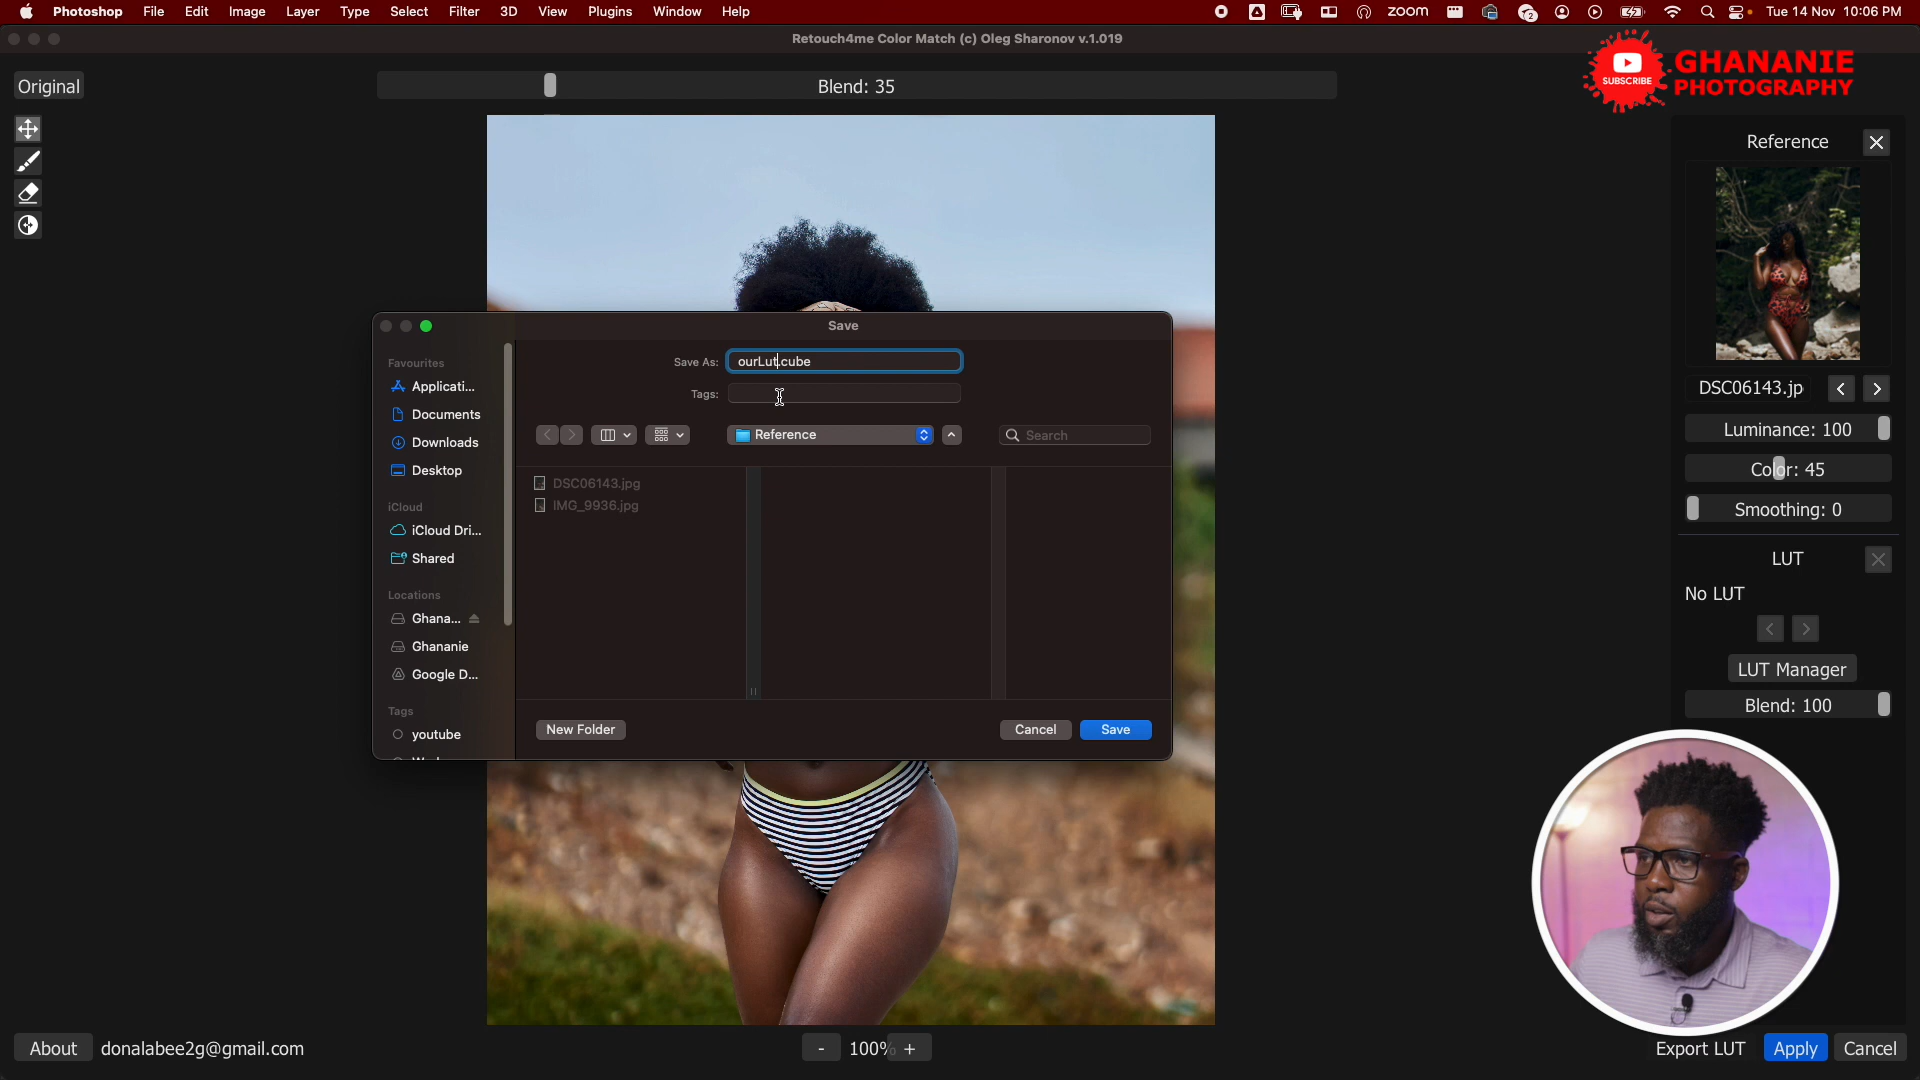 Photoshop File Edit Image Layer Type Select Filter 3D View Plugins Window Help zoom 2 Tue 14 Nov 10:06 PM
Retouch4me Color Match (c) Oleg Sharonov v.1.019
SUBSCRIBE
GHANANIE
PHOTOGRAPHY
Original
Blend: 35
Reference
DSC06143.jp
Luminance: 100
Color: 45
Smoothing: 0
LUT
No LUT
LUT Manager
Blend: 100
Save
Favourites
Applicati...
Documents
Downloads
Desktop
iCloud
iCloud Dri...
Shared
Locations
Ghana...
Ghananie
Google D...
Tags
youtube
Save As: ourLut.cube
Tags:
Reference
Search
DSC06143.jpg
IMG_9936.jpg
New Folder
Cancel
Save
About
donalabee2g@gmail.com
- 100% +
Export LUT
Apply
Cancel